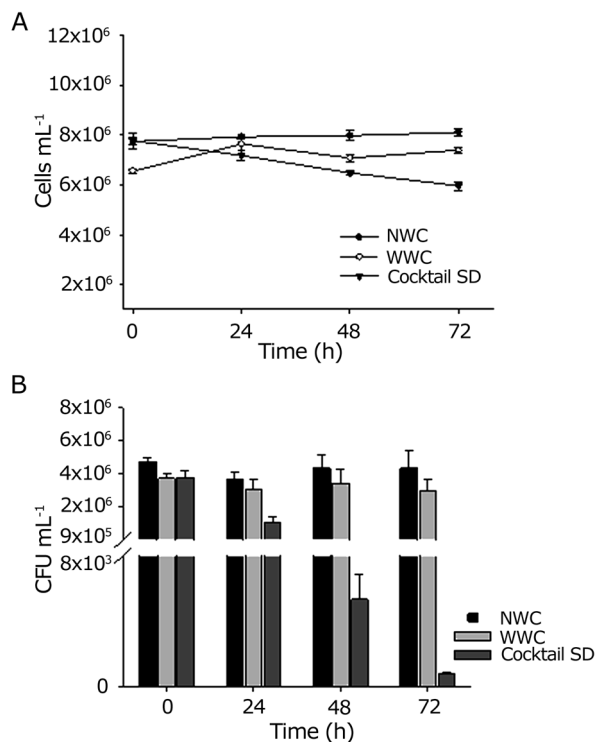 A
12x10⁶
10x10⁶
8x10⁶
6x10⁶
4x10⁶
2x10⁶
Cells mL⁻¹
NWC
WWC
Cocktail SD
0 24 48 72
Time (h)
B
8x10⁶
6x10⁶
4x10⁶
2x10⁶
9x10⁵
8x10³
0
CFU mL⁻¹
NWC
WWC
Cocktail SD
0 24 48 72
Time (h)